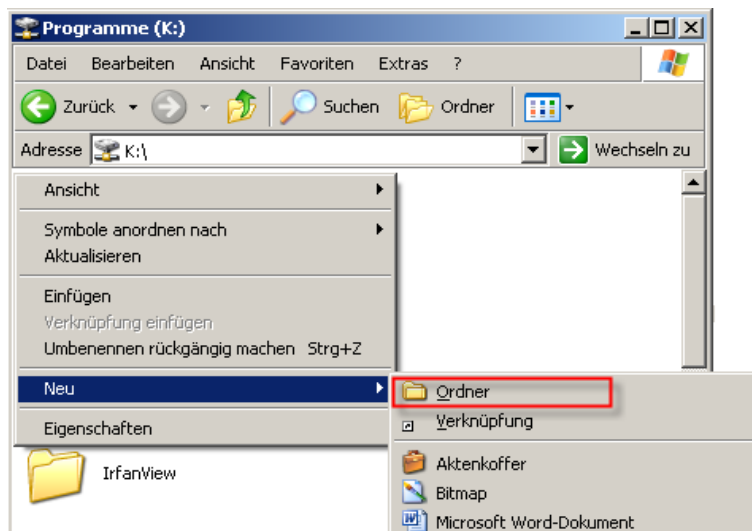 Programme (K:)
Datei Bearbeiten Ansicht Favoriten Extras ?
Zurück Suchen Ordner
Adresse K:\ Wechseln zu
Ansicht
Symbole anordnen nach
Aktualisieren
Einfügen
Verknüpfung einfügen
Umbenennen rückgängig machen Strg+Z
Neu
Eigenschaften
Ordner
Verknüpfung
Aktenkoffer
Bitmap
Microsoft Word-Dokument
IrfanView